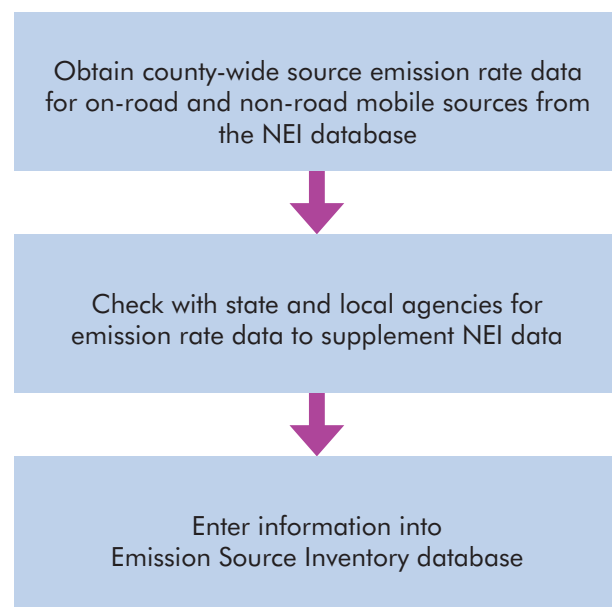 Obtain county-wide source emission rate data
for on-road and non-road mobile sources from
the NEI database
Check with state and local agencies for
emission rate data to supplement NEI data
Enter information into
Emission Source Inventory database